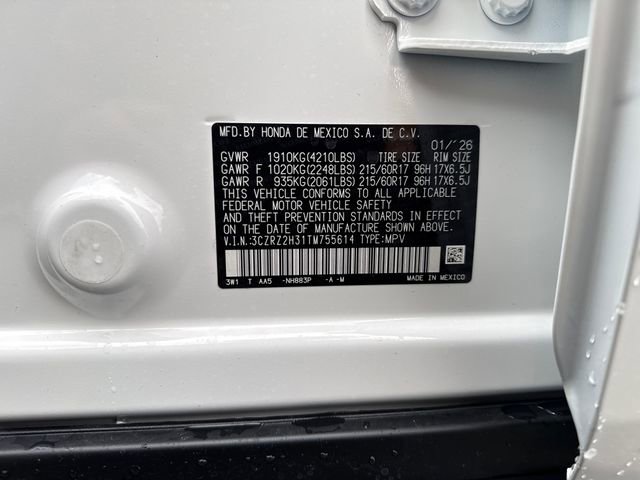 MFD.BY HONDA DE MEXICO S.A. DE C.V.
01/´26
GVWR 1910KG(4210LBS) TIRE SIZE RIM SIZE
GAWR F 1020KG(2248LBS) 215/60R17 96H 17X6.5J
GAWR R 935KG(2061LBS) 215/60R17 96H 17X6.5J
THIS VEHICLE CONFORMS TO ALL APPLICABLE
FEDERAL MOTOR VEHICLE SAFETY
AND THEFT PREVENTION STANDARDS IN EFFECT
ON THE DATE OF MANUFACTURE SHOWN ABOVE.
V.I.N.:3CZRZ2H31TM755614 TYPE:MPV
3W1 T AA5 -NH883P -A -M MADE IN MEXICO